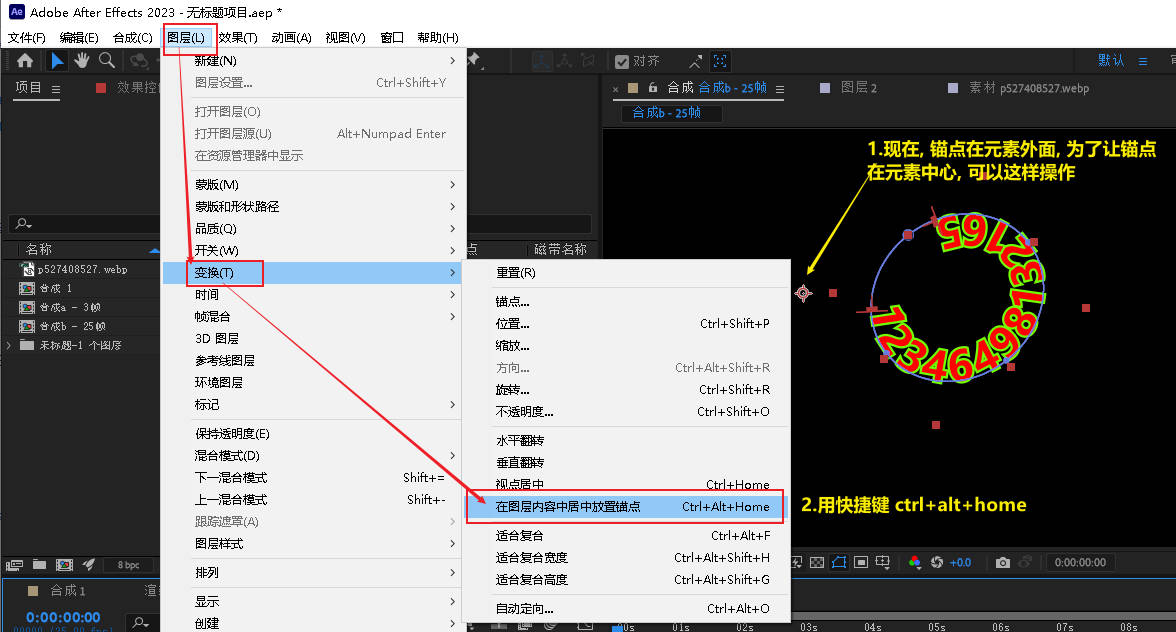 Ae Adobe After Effects 2023 - 无标题项目.aep *
文件(F) 编辑(E) 合成(C) 图层(L) 效果(T) 动画(A) 视图(V) 窗口 帮助(H)
对齐
默认
项目
效果控
新建(N)
图层设置... Ctrl+Shift+Y
打开图层(O)
打开图层源(U) Alt+Numpad Enter
在资源管理器中显示
蒙版(M)
蒙版和形状路径
品质(Q)
开关(W)
变换(T)
时间
帧混合
3D 图层
参考线图层
环境图层
标记
保持透明度(E)
混合模式(D)
下一混合模式 Shift+=
上一混合模式 Shift+-
跟踪遮罩(A)
图层样式
排列
显示
创建
名称
点 磁带名称
p527408527.webp
合成 1
合成a - 3帧
合成b - 25帧
未标题-1 个图层
8 bpc
合成1
渲
0:00:00:00
00000 (25.00 fps)
重置(R)
锚点...
位置... Ctrl+Shift+P
缩放...
方向... Ctrl+Alt+Shift+R
旋转... Ctrl+Shift+R
不透明度... Ctrl+Shift+O
水平翻转
垂直翻转
视点居中 Ctrl+Home
在图层内容中居中放置锚点 Ctrl+Alt+Home
适合复合 Ctrl+Alt+F
适合复合宽度 Ctrl+Alt+Shift+H
适合复合高度 Ctrl+Alt+Shift+G
自动定向... Ctrl+Alt+O
× 合成 合成b - 25帧
图层 2
素材 p527408527.webp
合成b - 25帧
1.现在, 锚点在元素外面, 为了让锚点
在元素中心, 可以这样操作
12346498132165
2.用快捷键 ctrl+alt+home
+0.0
0:00:00:00
00s 01s 02s 03s 04s 05s 06s 07s 08s